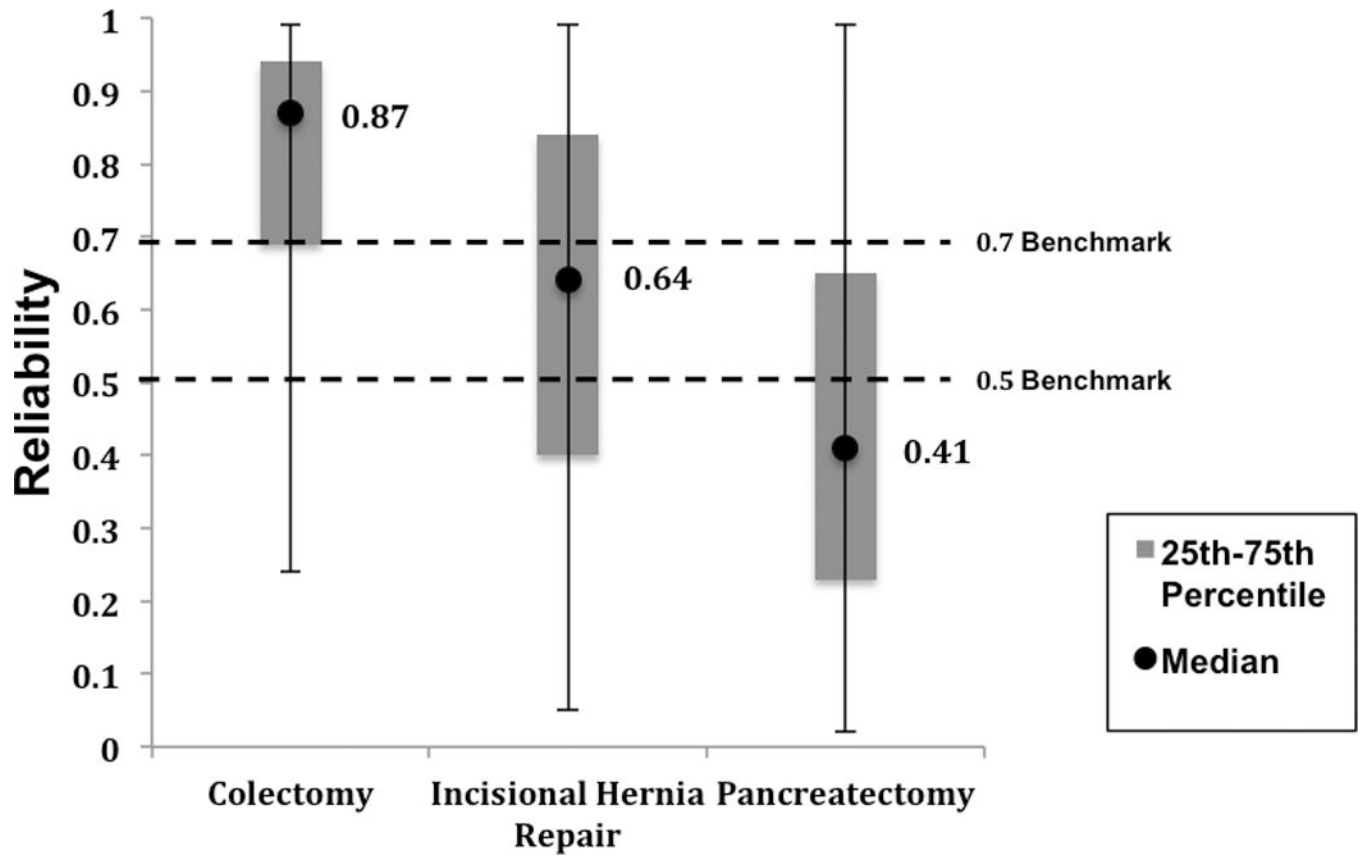 1
0.9
0.8
0.7
0.6
0.5
0.4
0.3
0.2
0.1
0
Reliability
0.87
0.64
0.41
0.7 Benchmark
0.5 Benchmark
Colectomy
Incisional Hernia
Repair
Pancreatectomy
25th-75th
Percentile
Median